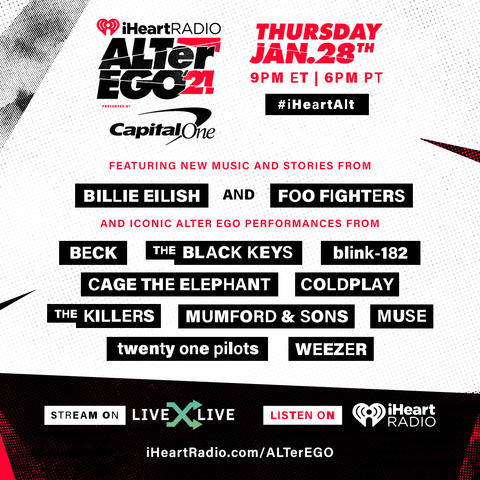 iHeartRADIO
ALTer
EGO 21
PRESENTED BY
Capital One
THURSDAY
JAN.28TH
9PM ET | 6PM PT
#iHeartAlt
FEATURING NEW MUSIC AND STORIES FROM
BILLIE EILISH AND FOO FIGHTERS
AND ICONIC ALTER EGO PERFORMANCES FROM
BECK THE BLACK KEYS blink-182
CAGE THE ELEPHANT COLDPLAY
THE KILLERS MUMFORD & SONS MUSE
twenty one pilots WEEZER
STREAM ON LIVEXLIVE LISTEN ON iHeart
RADIO
iHeartRadio.com/ALTerEGO